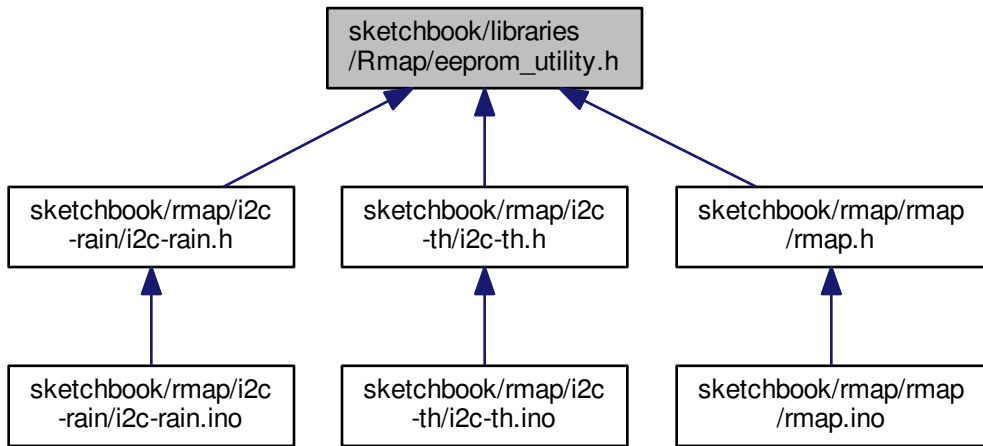 sketchbook/libraries
/Rmap/eeprom_utility.h
sketchbook/rmap/i2c
-rain/i2c-rain.h
sketchbook/rmap/i2c
-th/i2c-th.h
sketchbook/rmap/rmap
/rmap.h
sketchbook/rmap/i2c
-rain/i2c-rain.ino
sketchbook/rmap/i2c
-th/i2c-th.ino
sketchbook/rmap/rmap
/rmap.ino